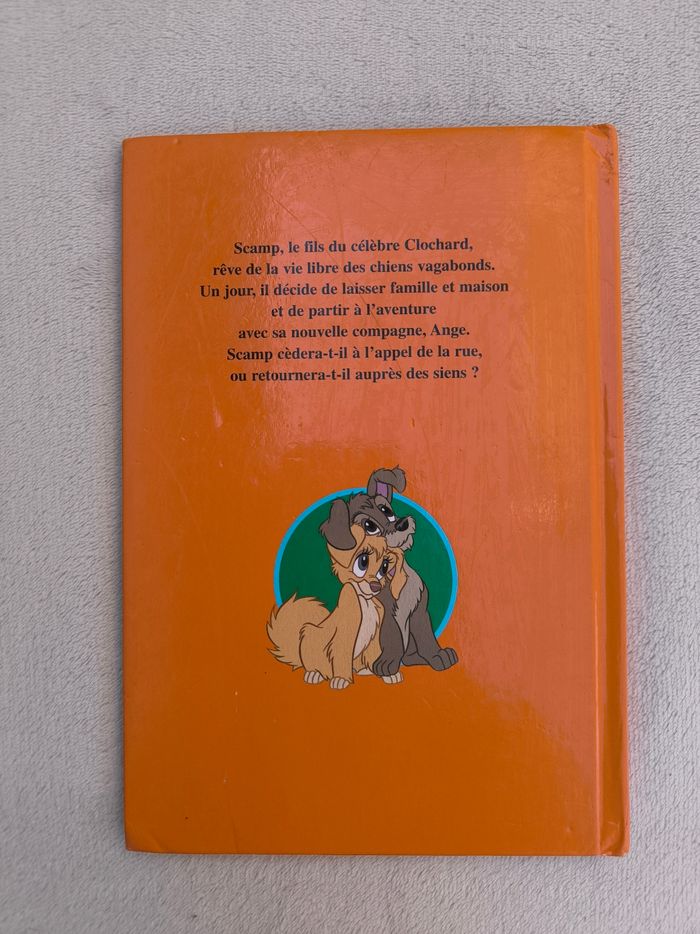 Scamp, le fils du célèbre Clochard,
rêve de la vie libre des chiens vagabonds.
Un jour, il décide de laisser famille et maison
et de partir à l'aventure
avec sa nouvelle compagne, Ange.
Scamp cèdera-t-il à l'appel de la rue,
ou retournera-t-il auprès des siens ?